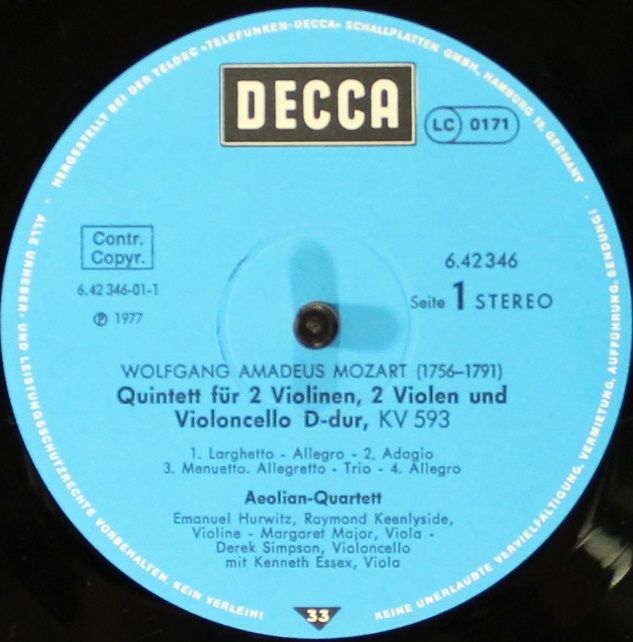 HERGESTELLT BEI DER TELDEC »TELEFUNKEN-DECCA« SCHALLPLATTEN GMBH, HAMBURG 19, GERMANY ·
DECCA
LC 0171
Contr.
Copyr.
6.42 346-01-1
Ⓟ 1977
6.42346
Seite 1 STEREO
WOLFGANG AMADEUS MOZART (1756–1791)
Quintett für 2 Violinen, 2 Violen und
Violoncello D-dur, KV 593
1. Larghetto - Allegro - 2. Adagio
3. Menuetto. Allegretto - Trio - 4. Allegro
Aeolian-Quartett
Emanuel Hurwitz, Raymond Keenlyside,
Violine - Margaret Major, Viola -
Derek Simpson, Violoncello
mit Kenneth Essex, Viola
33
· ALLE URHEBER- UND LEISTUNGSSCHUTZRECHTE VORBEHALTEN. KEIN VERLEIH!
KEINE UNERLAUBTE VERVIELFÄLTIGUNG, VERMIETUNG, AUFFÜHRUNG, SENDUNG!